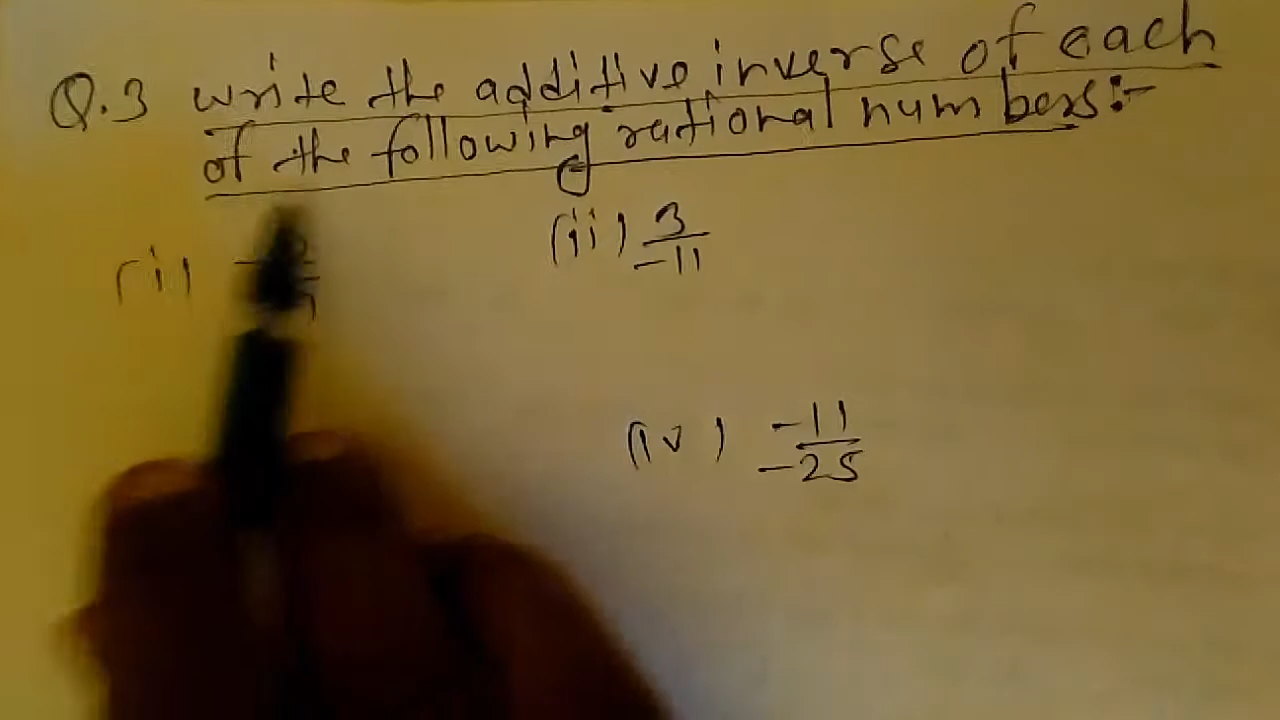 Q.3 write the additive inverse of each
of the following rational numbers:-
(i)
(ii) 3/-11
(iv) -11/-25